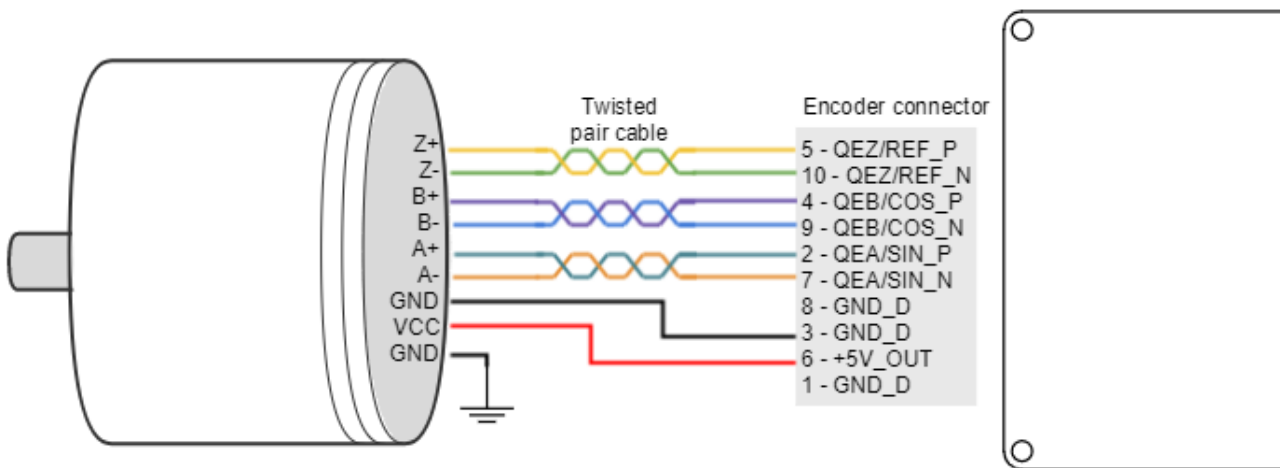 Twisted
pair cable
Encoder connector
Z+
Z-
B+
B-
A+
A-
GND
VCC
GND
5 - QEZ/REF_P
10 - QEZ/REF_N
4 - QEB/COS_P
9 - QEB/COS_N
2 - QEA/SIN_P
7 - QEA/SIN_N
8 - GND_D
3 - GND_D
6 - +5V_OUT
1 - GND_D